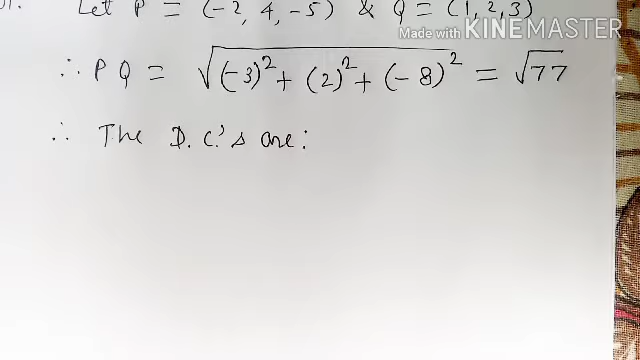 Let P = (-2, 4, -5) & Q = (1, 2, 3)
Made with KINEMASTER
∴ PQ = √(-3)² + (2)² + (-8)² = √77
∴ The D.C.'s are: